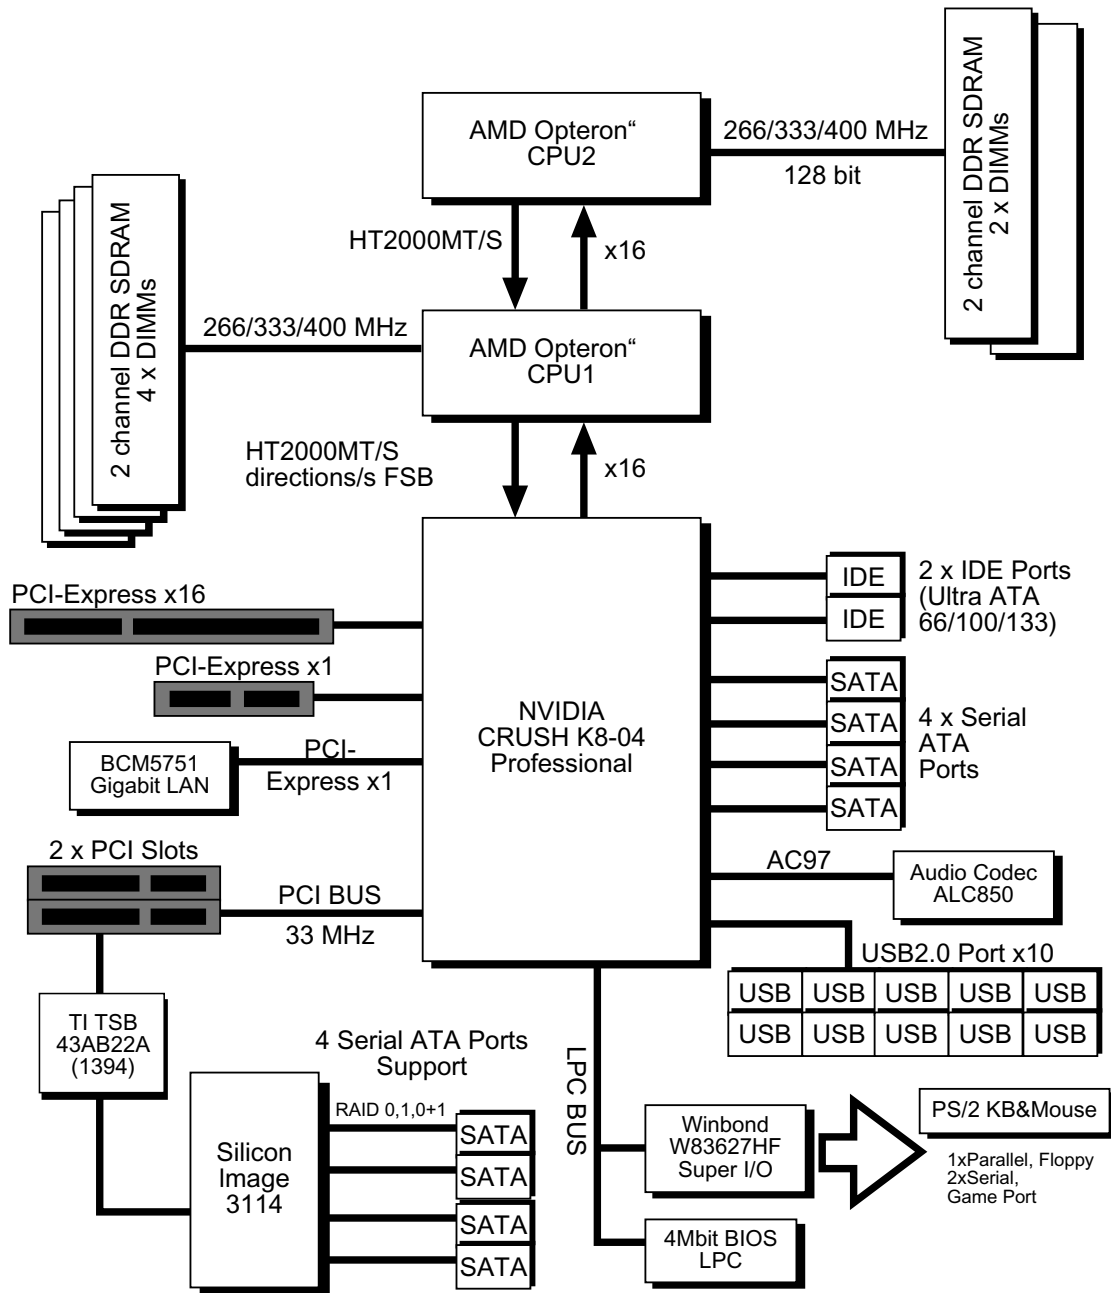 AMD Opteron“
CPU2
266/333/400 MHz
128 bit
2 channel DDR SDRAM
2 x DIMMs
HT2000MT/S
x16
2 channel DDR SDRAM
4 x DIMMs
266/333/400 MHz
AMD Opteron“
CPU1
HT2000MT/S
directions/s FSB
x16
NVIDIA
CRUSH K8-04
Professional
PCI-Express x16
PCI-Express x1
BCM5751
Gigabit LAN
PCI-
Express x1
2 x PCI Slots
PCI BUS
33 MHz
IDE
IDE
2 x IDE Ports
(Ultra ATA
66/100/133)
SATA
SATA
SATA
SATA
4 x Serial
ATA
Ports
AC97
Audio Codec
ALC850
USB2.0 Port x10
USB USB USB USB USB
USB USB USB USB USB
TI TSB
43AB22A
(1394)
4 Serial ATA Ports
Support
RAID 0,1,0+1
Silicon
Image
3114
SATA
SATA
SATA
SATA
LPC BUS
Winbond
W83627HF
Super I/O
4Mbit BIOS
LPC
PS/2 KB&Mouse
1xParallel, Floppy
2xSerial,
Game Port